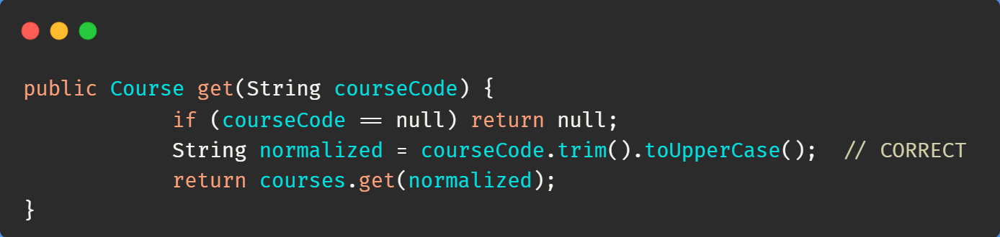 public Course get(String courseCode) {
if (courseCode == null) return null;
String normalized = courseCode.trim().toUpperCase();  // CORRECT
return courses.get(normalized);
}